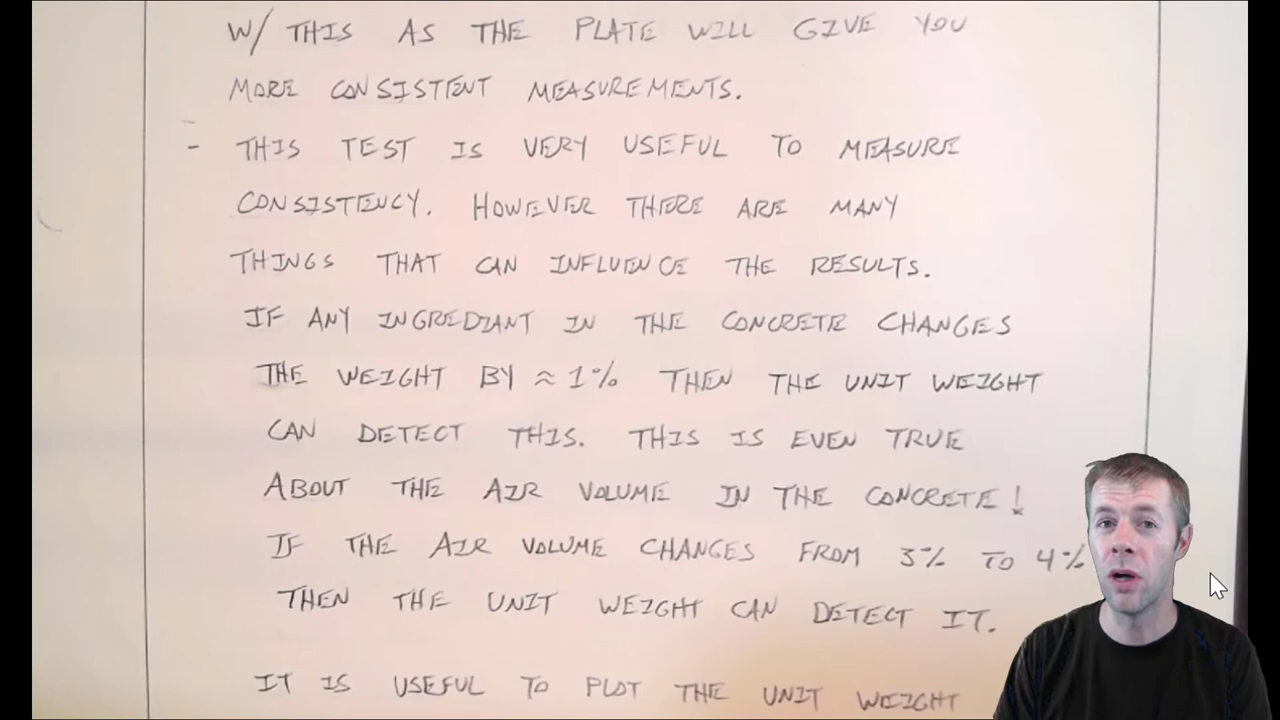 W/ THIS AS THE PLATE WILL GIVE YOU
MORE CONSISTENT MEASUREMENTS.
- THIS TEST IS VERY USEFUL TO MEASURE
CONSISTENCY. HOWEVER THERE ARE MANY
THINGS THAT CAN INFLUENCE THE RESULTS.
IF ANY INGREDIANT IN THE CONCRETE CHANGES
THE WEIGHT BY ≈ 1% THEN THE UNIT WEIGHT
CAN DETECT THIS. THIS IS EVEN TRUE
ABOUT THE AIR VOLUME IN THE CONCRETE!
IF THE AIR VOLUME CHANGES FROM 3% TO 4%
THEN THE UNIT WEIGHT CAN DETECT IT.
IT IS USEFUL TO PLOT THE UNIT WEIGHT